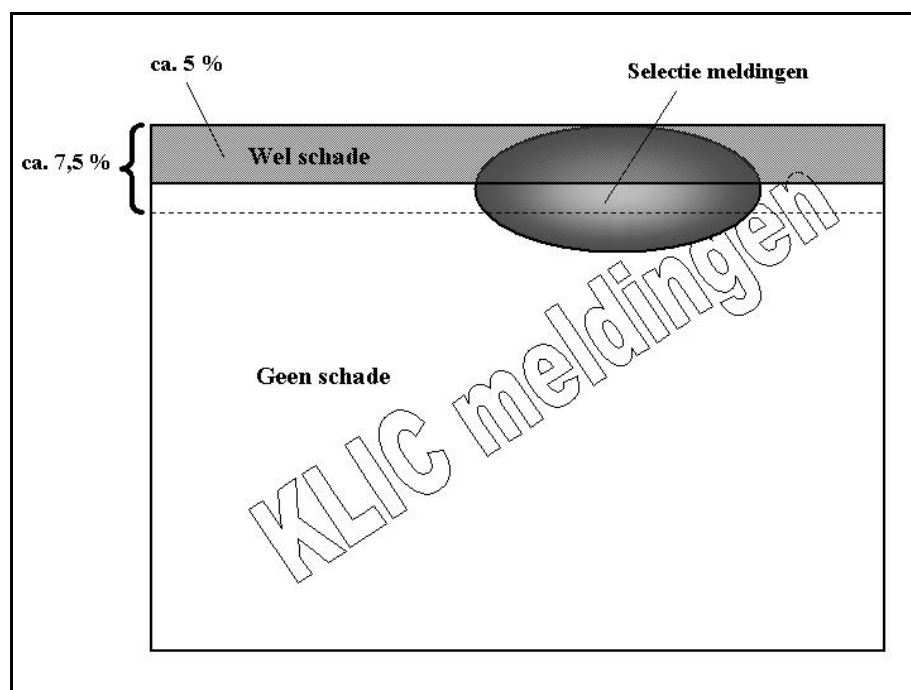 ca. 5 %
Selectie meldingen
ca. 7,5 %
Wel schade
Geen schade
KLIC meldingen